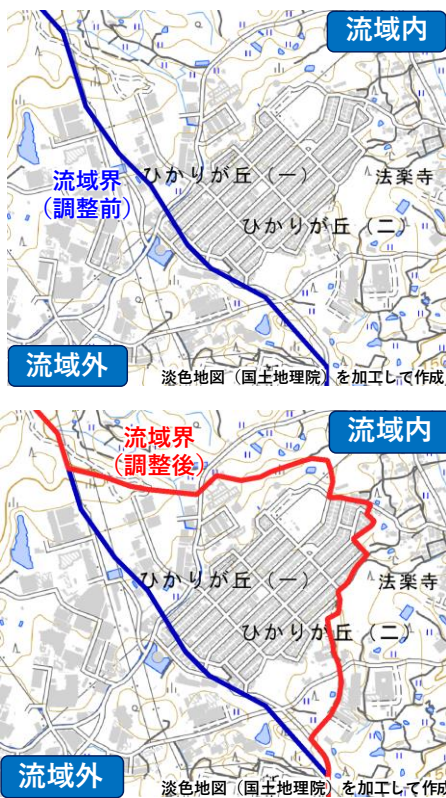 流域内
ひかりが丘（一）
流域界
（調整前）
法楽寺
ひかりが丘（二）
流域外
淡色地図（国土地理院）を加工して作成
流域界
（調整後）
流域内
ひかりが丘（一）
法楽寺
ひかりが丘（二）
流域外
淡色地図（国土地理院）を加工して作成